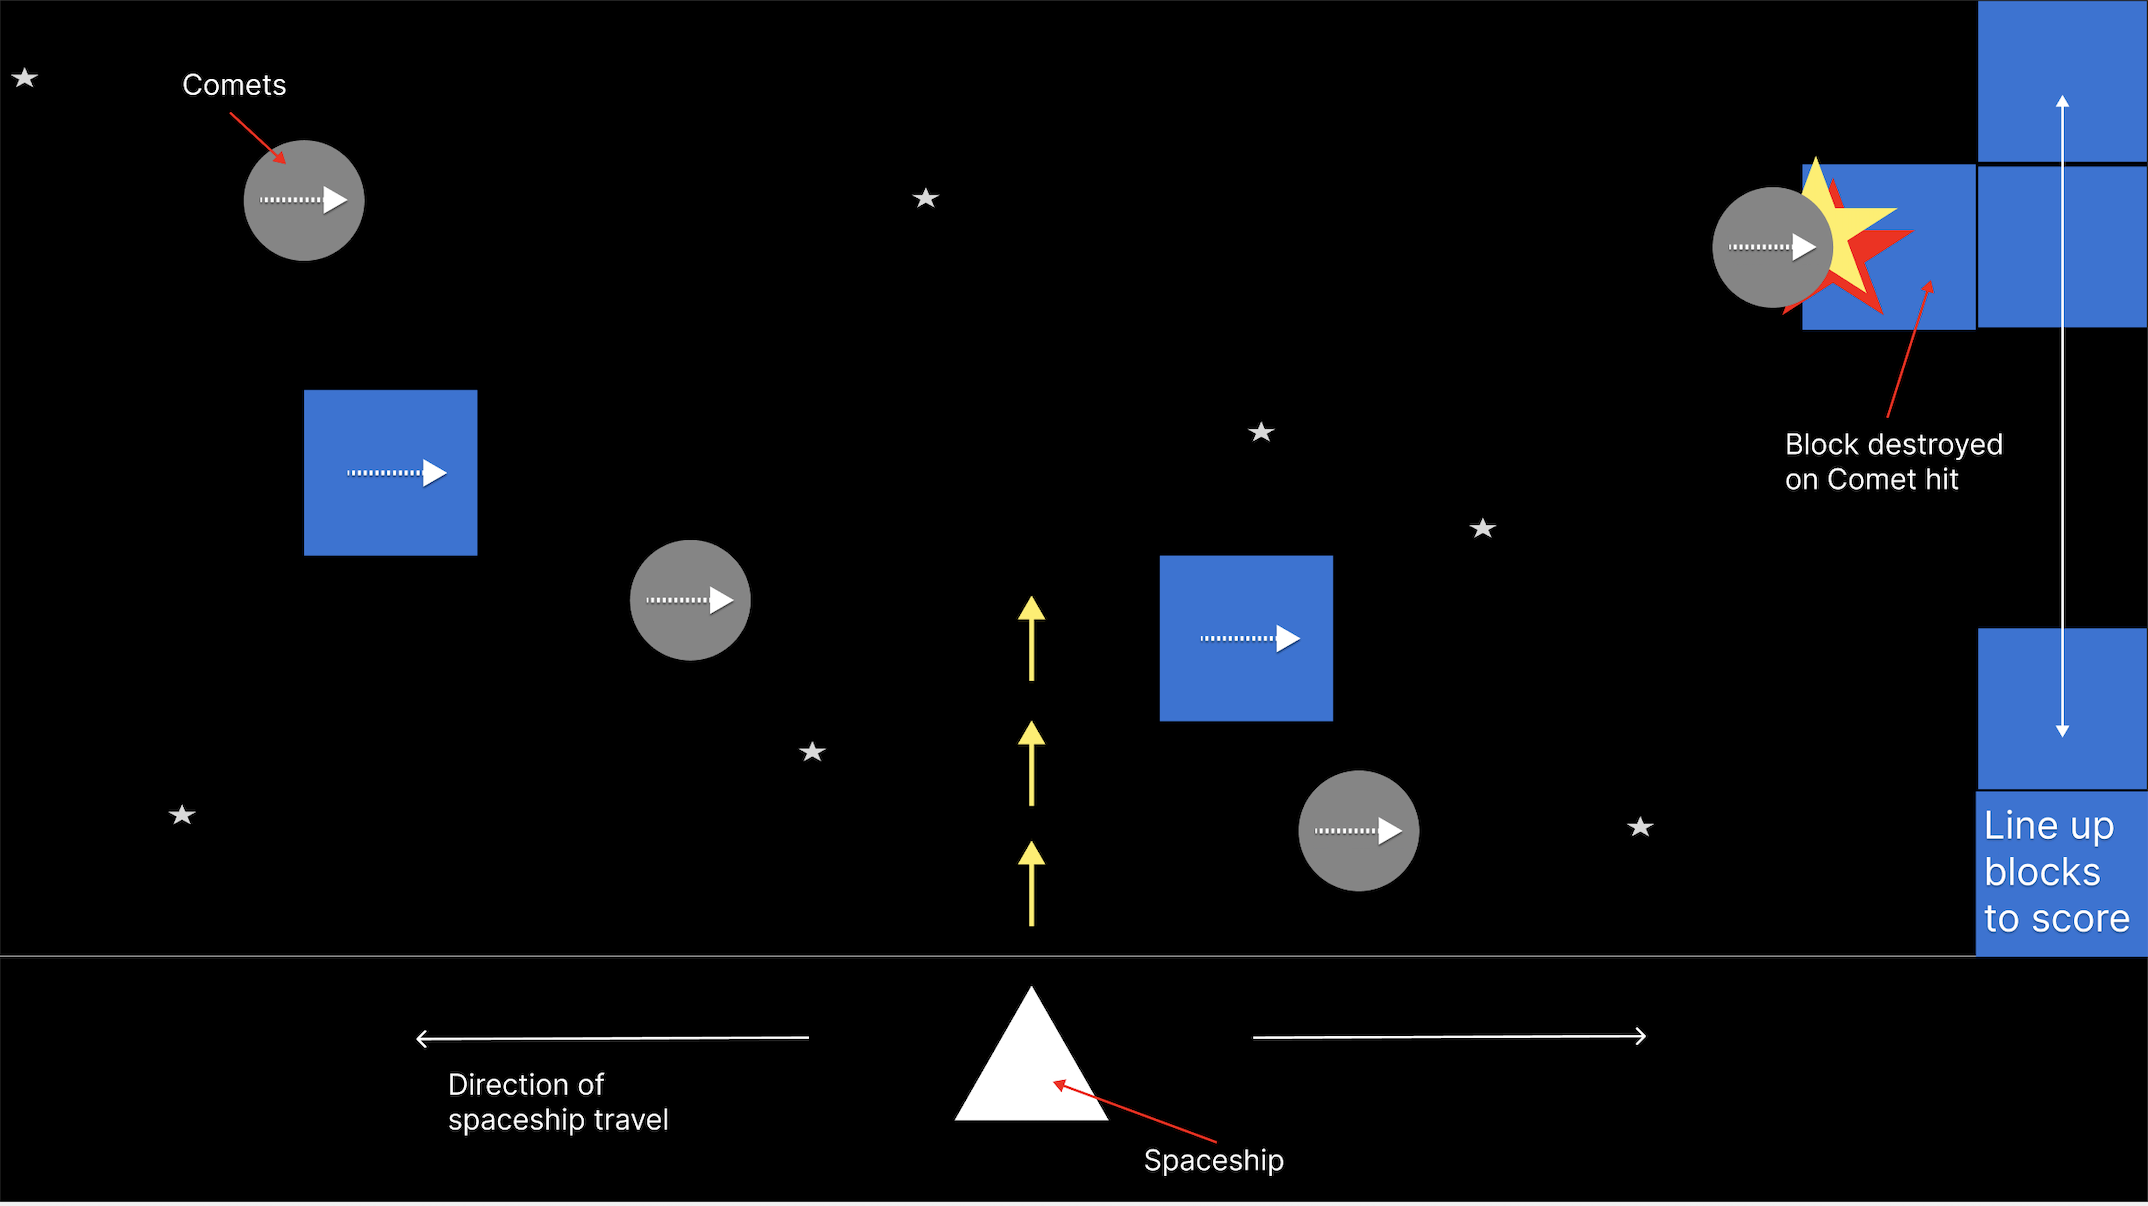 Comets
Block destroyed
on Comet hit
Line up
blocks
to score
Direction of
spaceship travel
Spaceship